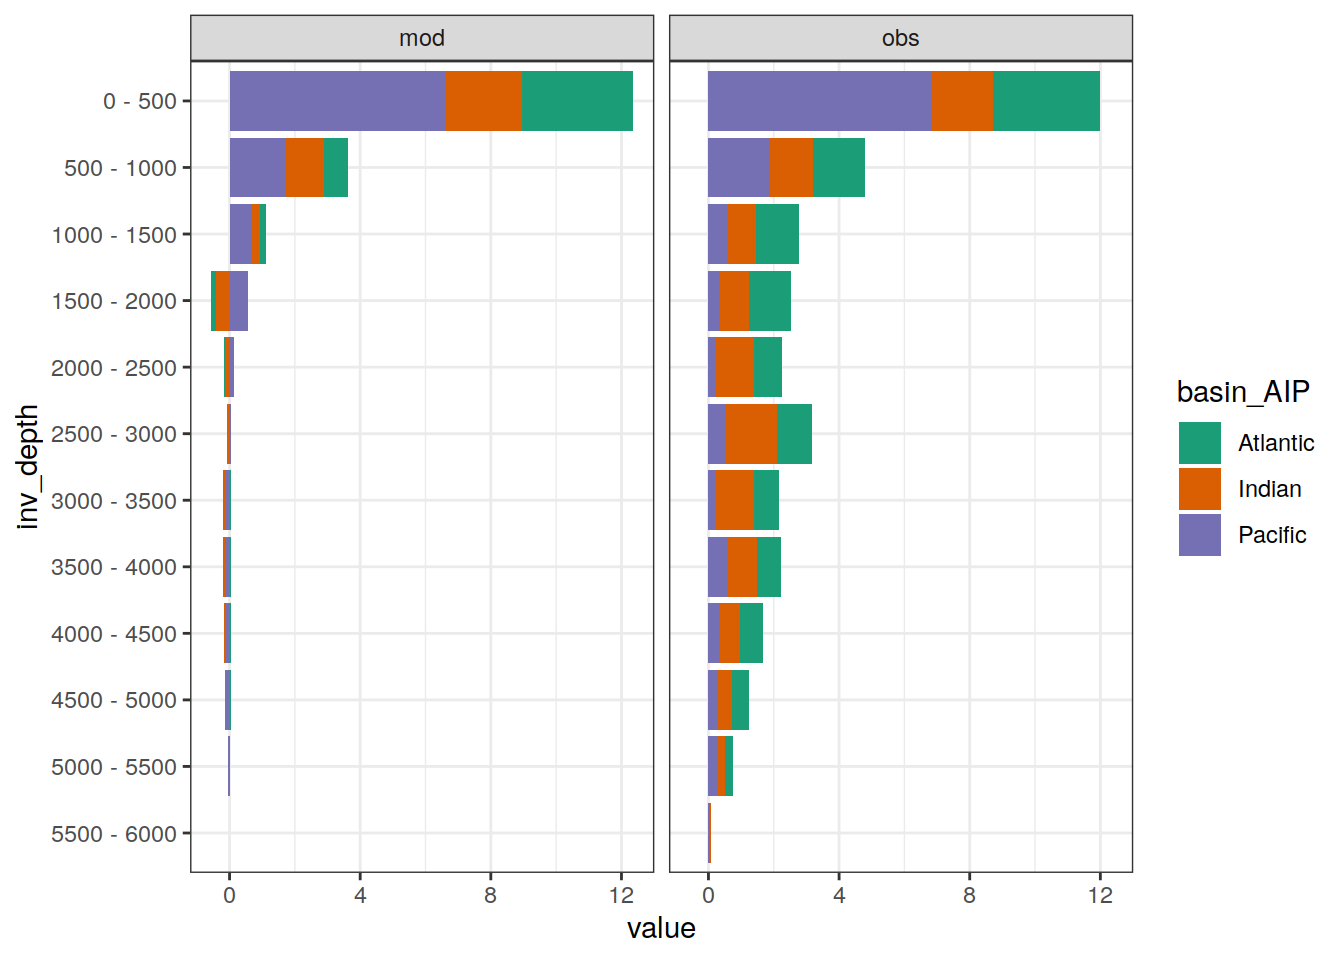 mod
obs
0 - 500
500 - 1000
1000 - 1500
1500 - 2000
2000 - 2500
2500 - 3000
3000 - 3500
3500 - 4000
4000 - 4500
4500 - 5000
5000 - 5500
5500 - 6000
inv_depth
0 4 8 12
0 4 8 12
value
basin_AIP
Atlantic
Indian
Pacific